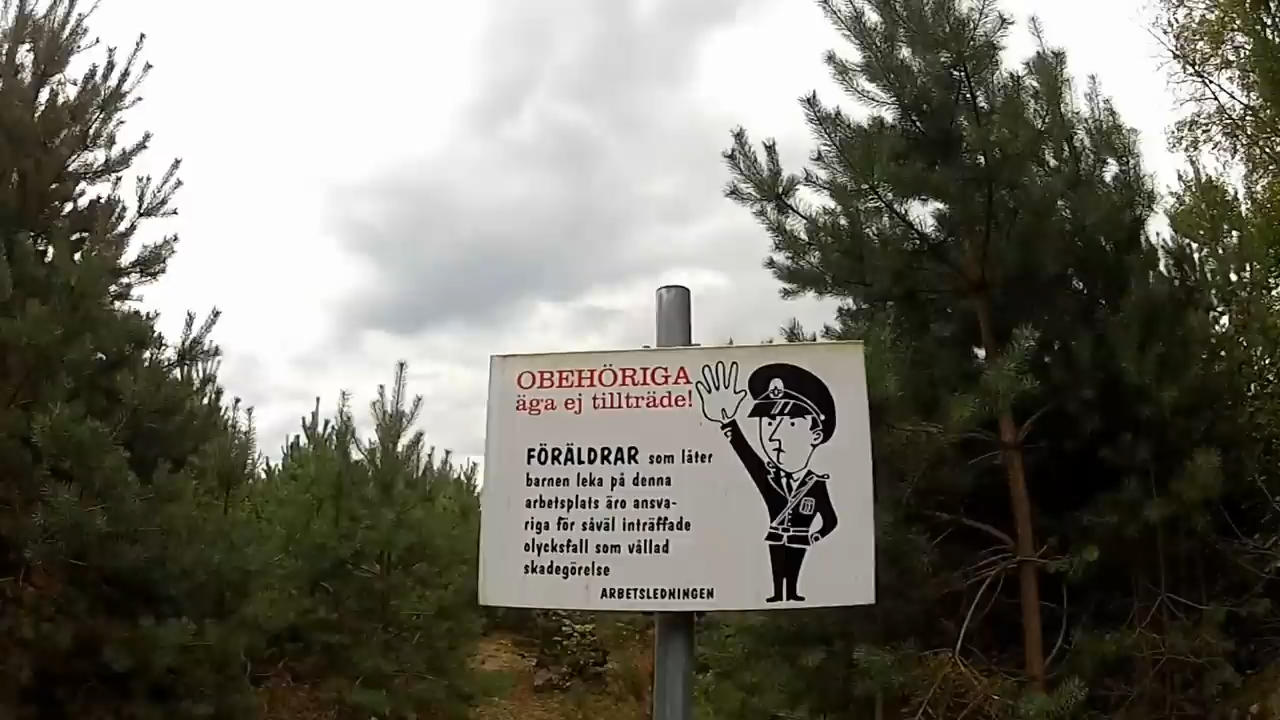 OBEHÖRIGA
äga ej tillträde!
FÖRÄLDRAR som låter
barnen leka på denna
arbetsplats äro ansva-
riga för såväl inträffade
olycksfall som vållad
skadegörelse
ARBETSLEDNINGEN